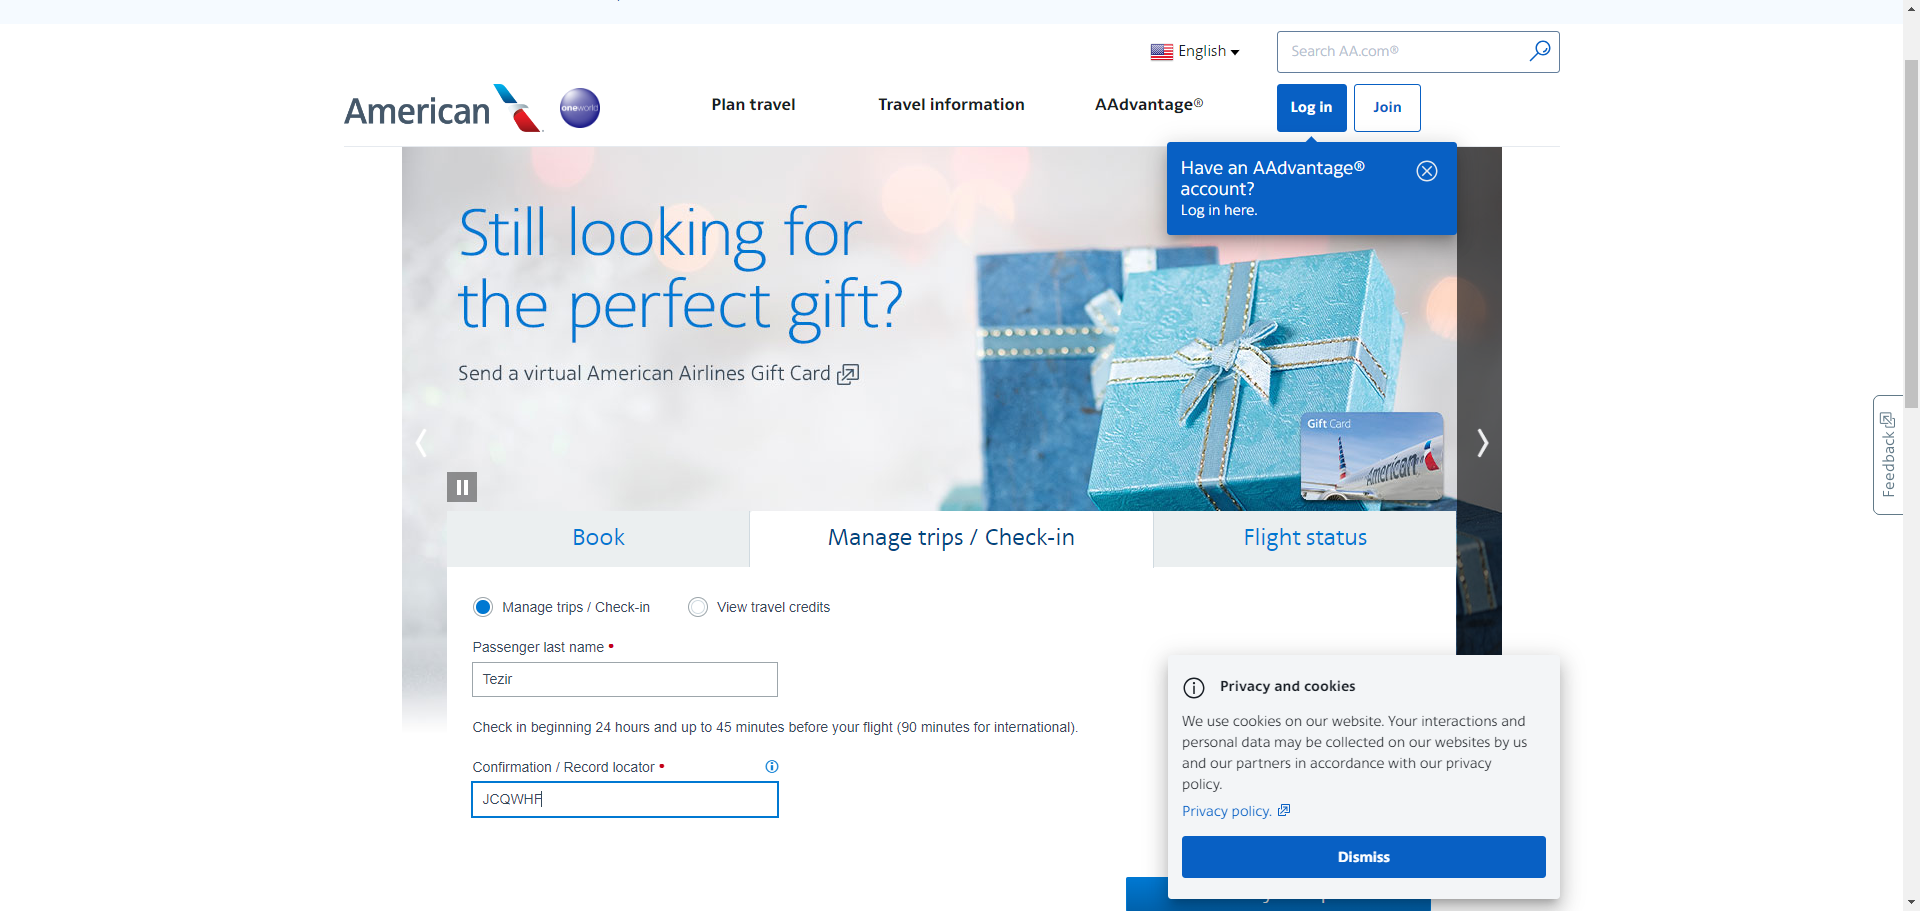 English
Search AA.com®
American
oneworld
Plan travel
Travel information
AAdvantage®
Log in
Join
Have an AAdvantage®
account?
Log in here.
Still looking for
the perfect gift?
Send a virtual American Airlines Gift Card
Gift Card
American
Feedback
Book
Manage trips / Check-in
Flight status
Manage trips / Check-in
View travel credits
Passenger last name •
Tezir
Check in beginning 24 hours and up to 45 minutes before your flight (90 minutes for international).
Confirmation / Record locator •
JCQWHF
Privacy and cookies
We use cookies on our website. Your interactions and
personal data may be collected on our websites by us
and our partners in accordance with our privacy
policy.
Privacy policy.
Dismiss